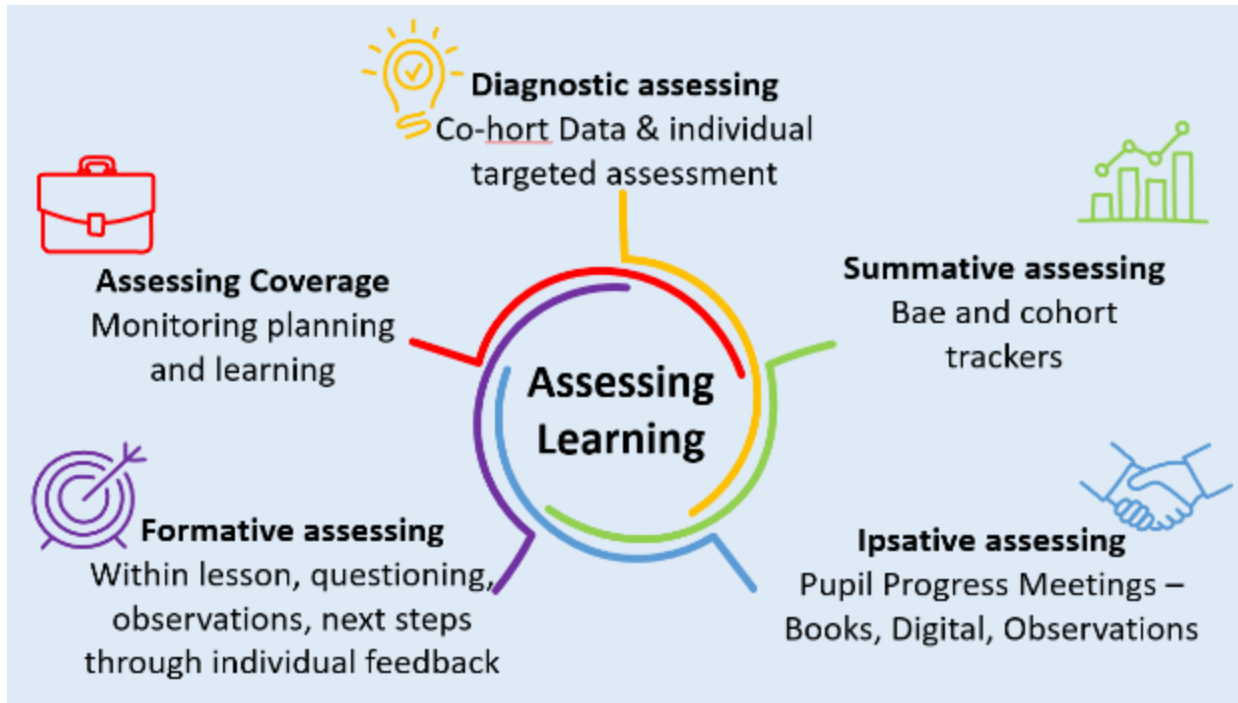 Diagnostic assessing
Co-hort Data & individual
targeted assessment
Assessing Coverage
Monitoring planning
and learning
Summative assessing
Bae and cohort
trackers
Assessing
Learning
Formative assessing
Within lesson, questioning,
observations, next steps
through individual feedback
Ipsative assessing
Pupil Progress Meetings –
Books, Digital, Observations